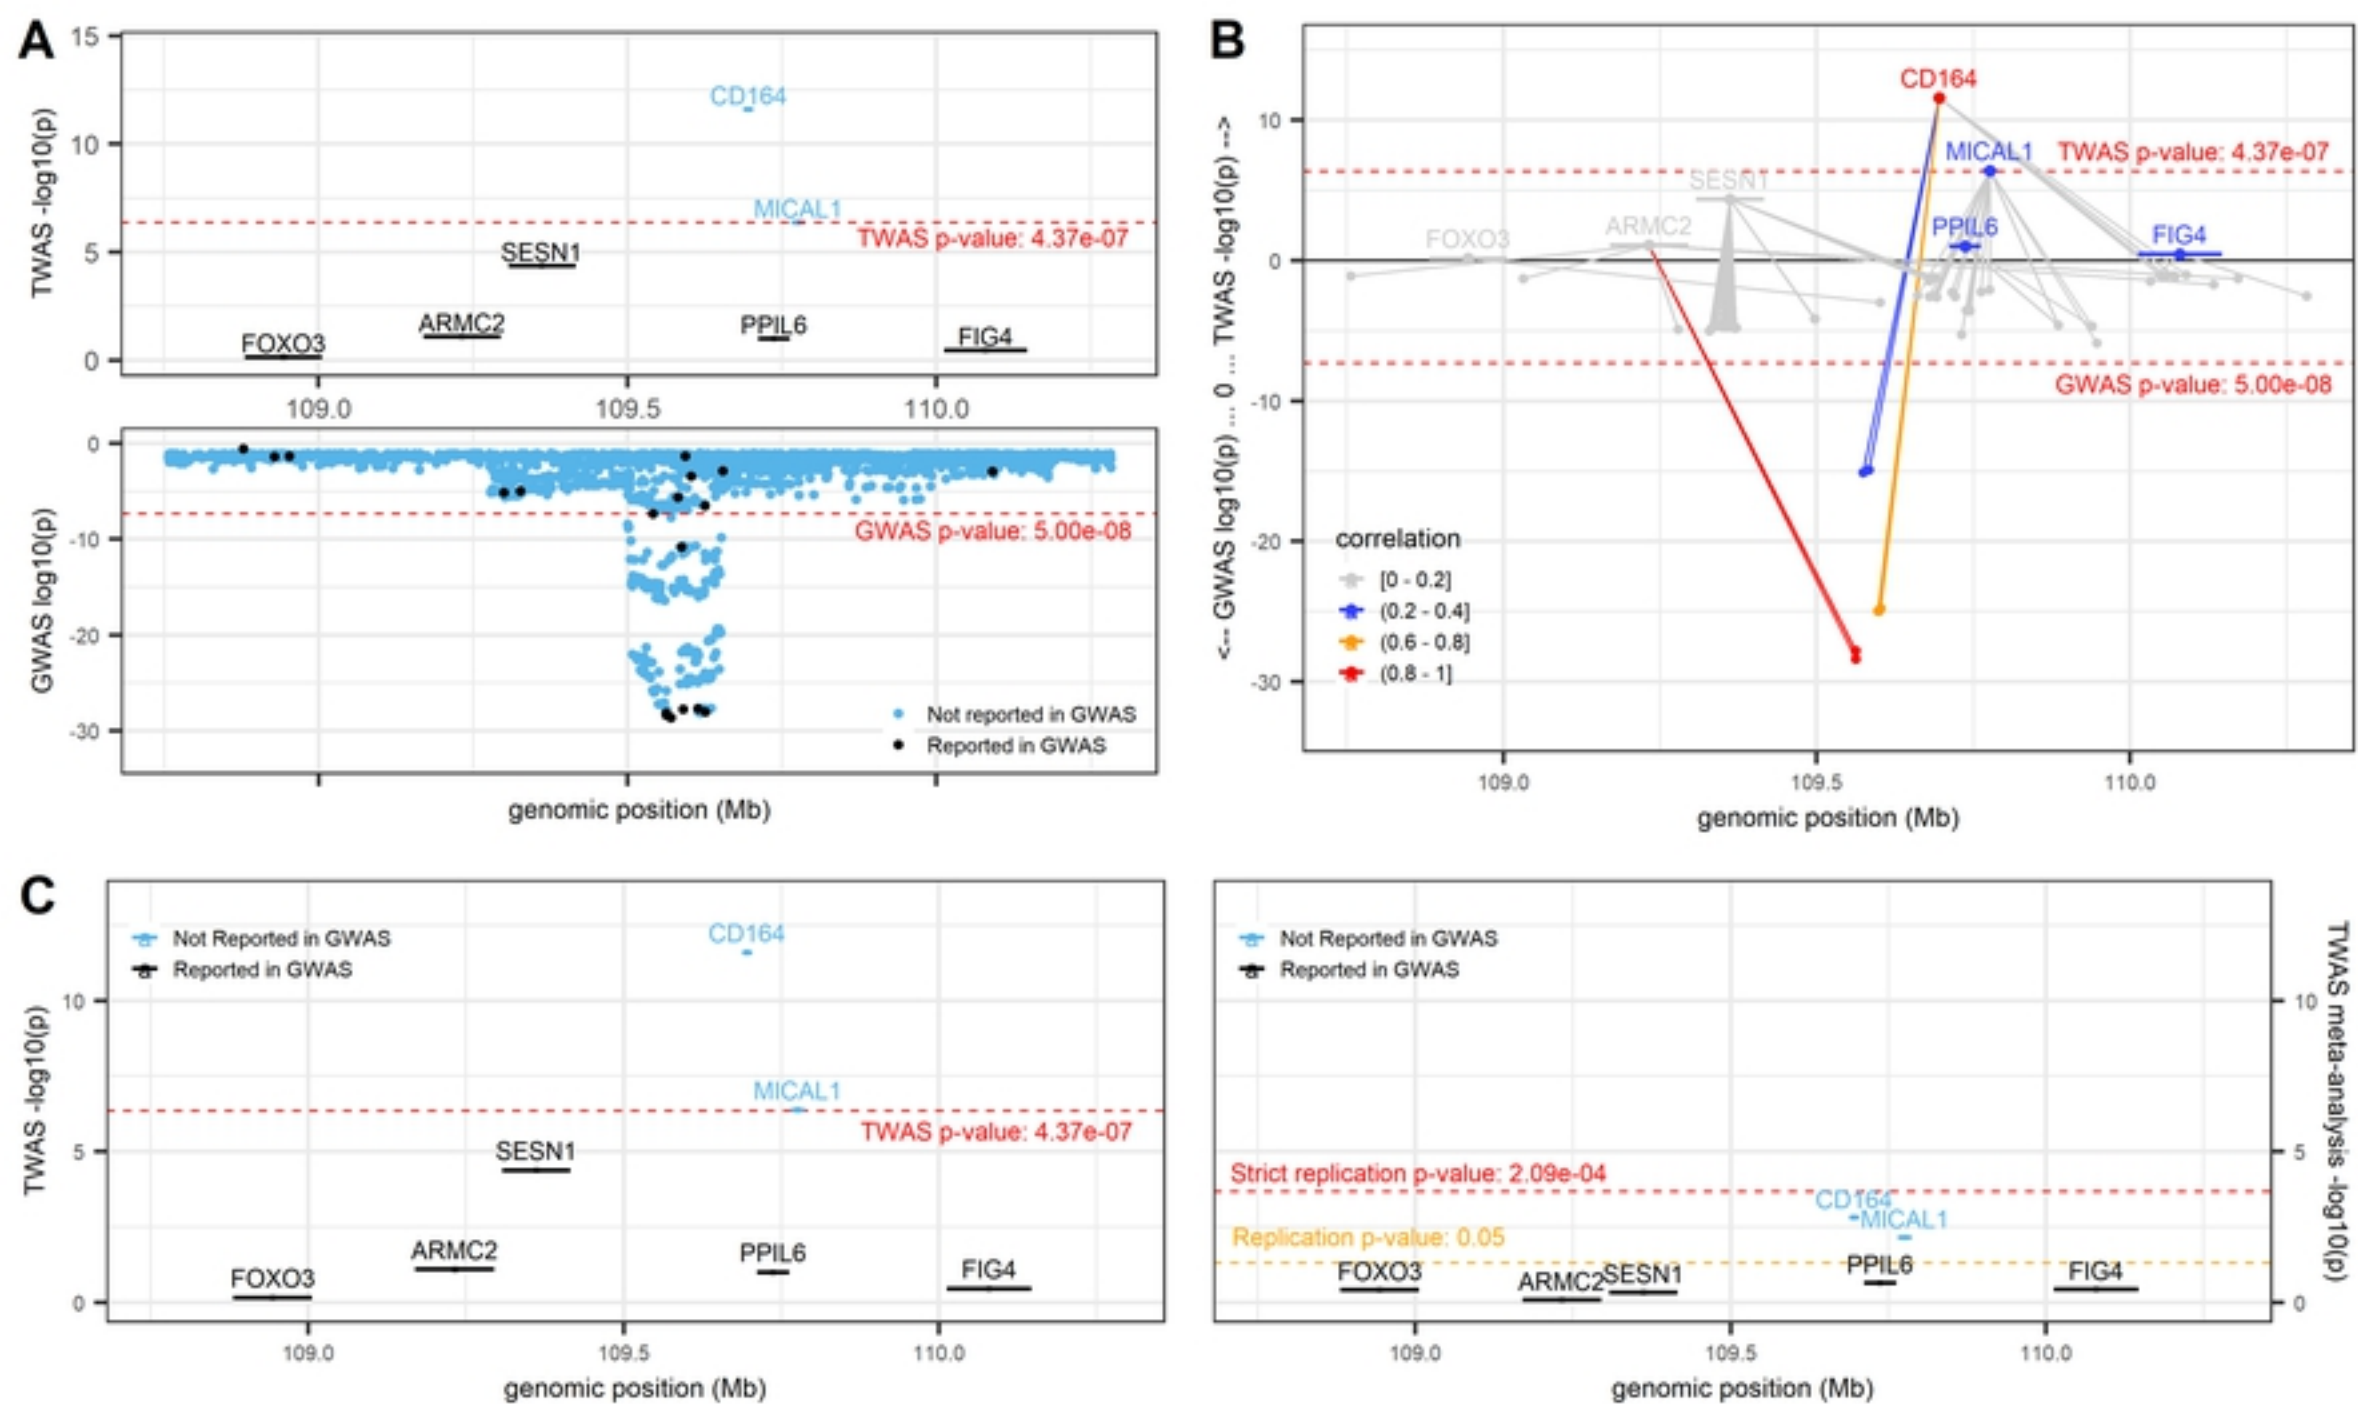 A
15
10
5
0
TWAS -log10(p)
CD164
MICAL1
TWAS p-value: 4.37e-07
SESN1
ARMC2
PPIL6
FOXO3
FIG4
109.0
109.5
110.0
0
-10
-20
-30
GWAS log10(p)
GWAS p-value: 5.00e-08
Not reported in GWAS
Reported in GWAS
genomic position (Mb)
B
10
0
-10
-20
-30
<-- GWAS log10(p) ... 0 ... TWAS -log10(p) -->
CD164
MICAL1
TWAS p-value: 4.37e-07
SESN1
ARMC2
PPIL6
FOXO3
FIG4
GWAS p-value: 5.00e-08
correlation
[0 - 0.2]
(0.2 - 0.4]
(0.6 - 0.8]
(0.8 - 1]
109.0
109.5
110.0
genomic position (Mb)
C
10
5
0
TWAS -log10(p)
a Not Reported in GWAS
a Reported in GWAS
CD164
MICAL1
TWAS p-value: 4.37e-07
SESN1
ARMC2
PPIL6
FOXO3
FIG4
109.0
109.5
110.0
genomic position (Mb)
a Not Reported in GWAS
a Reported in GWAS
Strict replication p-value: 2.09e-04
CD164
MICAL1
Replication p-value: 0.05
FOXO3
ARMC2
SESN1
PPIL6
FIG4
10
5
0
TWAS meta-analysis -log10(p)
109.0
109.5
110.0
genomic position (Mb)